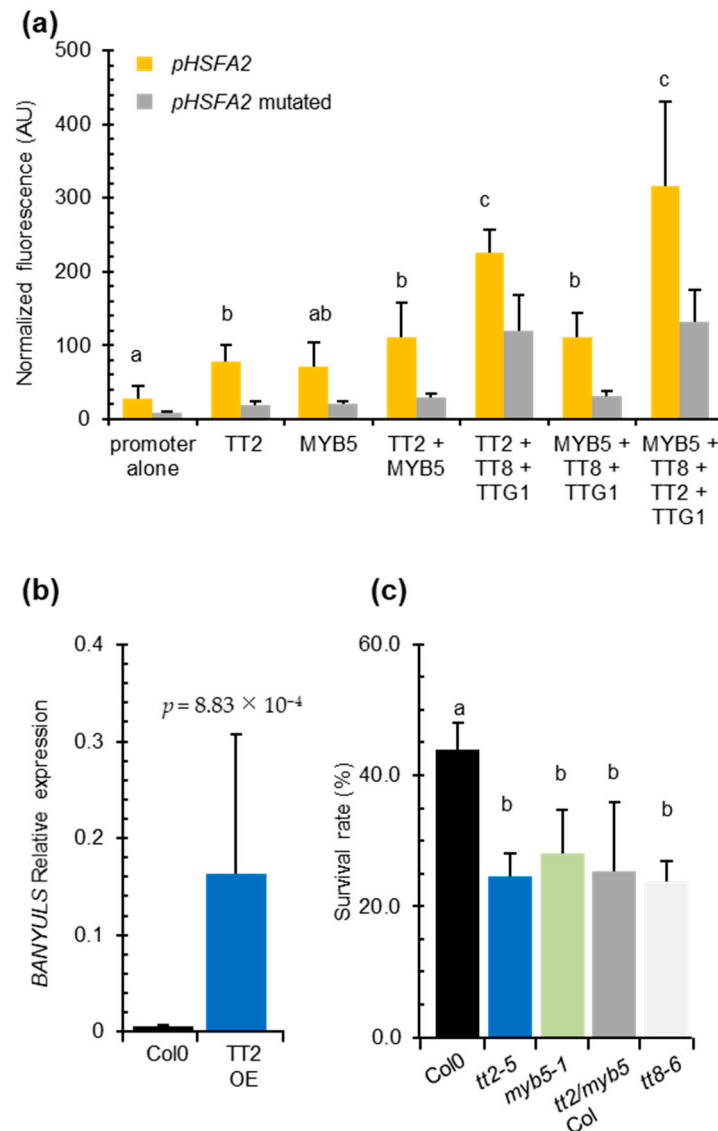 (a)
500
400
300
200
100
0
Normalized fluorescence (AU)
pHSFA2
pHSFA2 mutated
a
b
ab
b
c
b
c
promoter alone
TT2
MYB5
TT2 + MYB5
TT2 + TT8 + TTG1
MYB5 + TT8 + TTG1
MYB5 + TT8 + TT2 + TTG1
(b)
0.4
0.3
0.2
0.1
0
BANYULS Relative expression
p = 8.83 × 10⁻⁴
Col0
TT2 OE
(c)
60.0
40.0
20.0
0.0
Survival rate (%)
a
b
b
b
b
Col0
tt2-5
myb5-1
tt2/myb5 Col
tt8-6